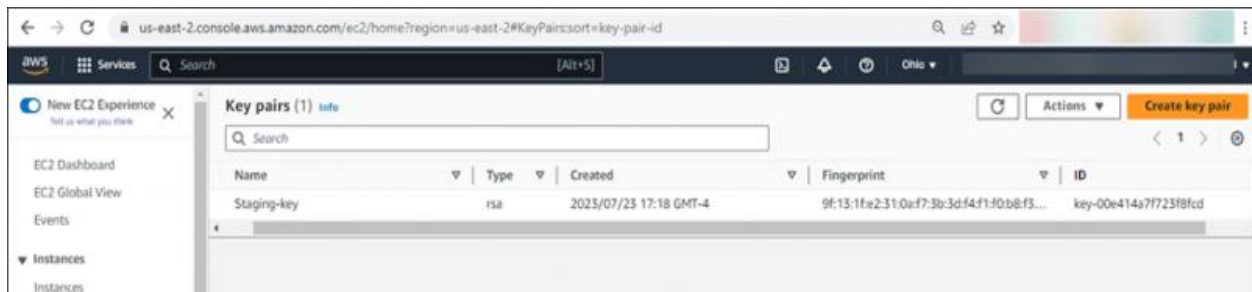 us-east-2.console.aws.amazon.com/ec2/home?region=us-east-2#KeyPairs:sort=key-pair-id
aws Services Search [Alt+S] Ohio
New EC2 Experience
Tell us what you think
Key pairs (1) Info
Actions Create key pair
Search
1
EC2 Dashboard
EC2 Global View
Events
Name Type Created Fingerprint ID
Staging-key rsa 2023/07/23 17:18 GMT-4 9f:13:1f:e2:31:0a:f7:3b:3d:f4:f1:f0:b8:f3... key-00e414a7f723f8fcd
Instances
Instances